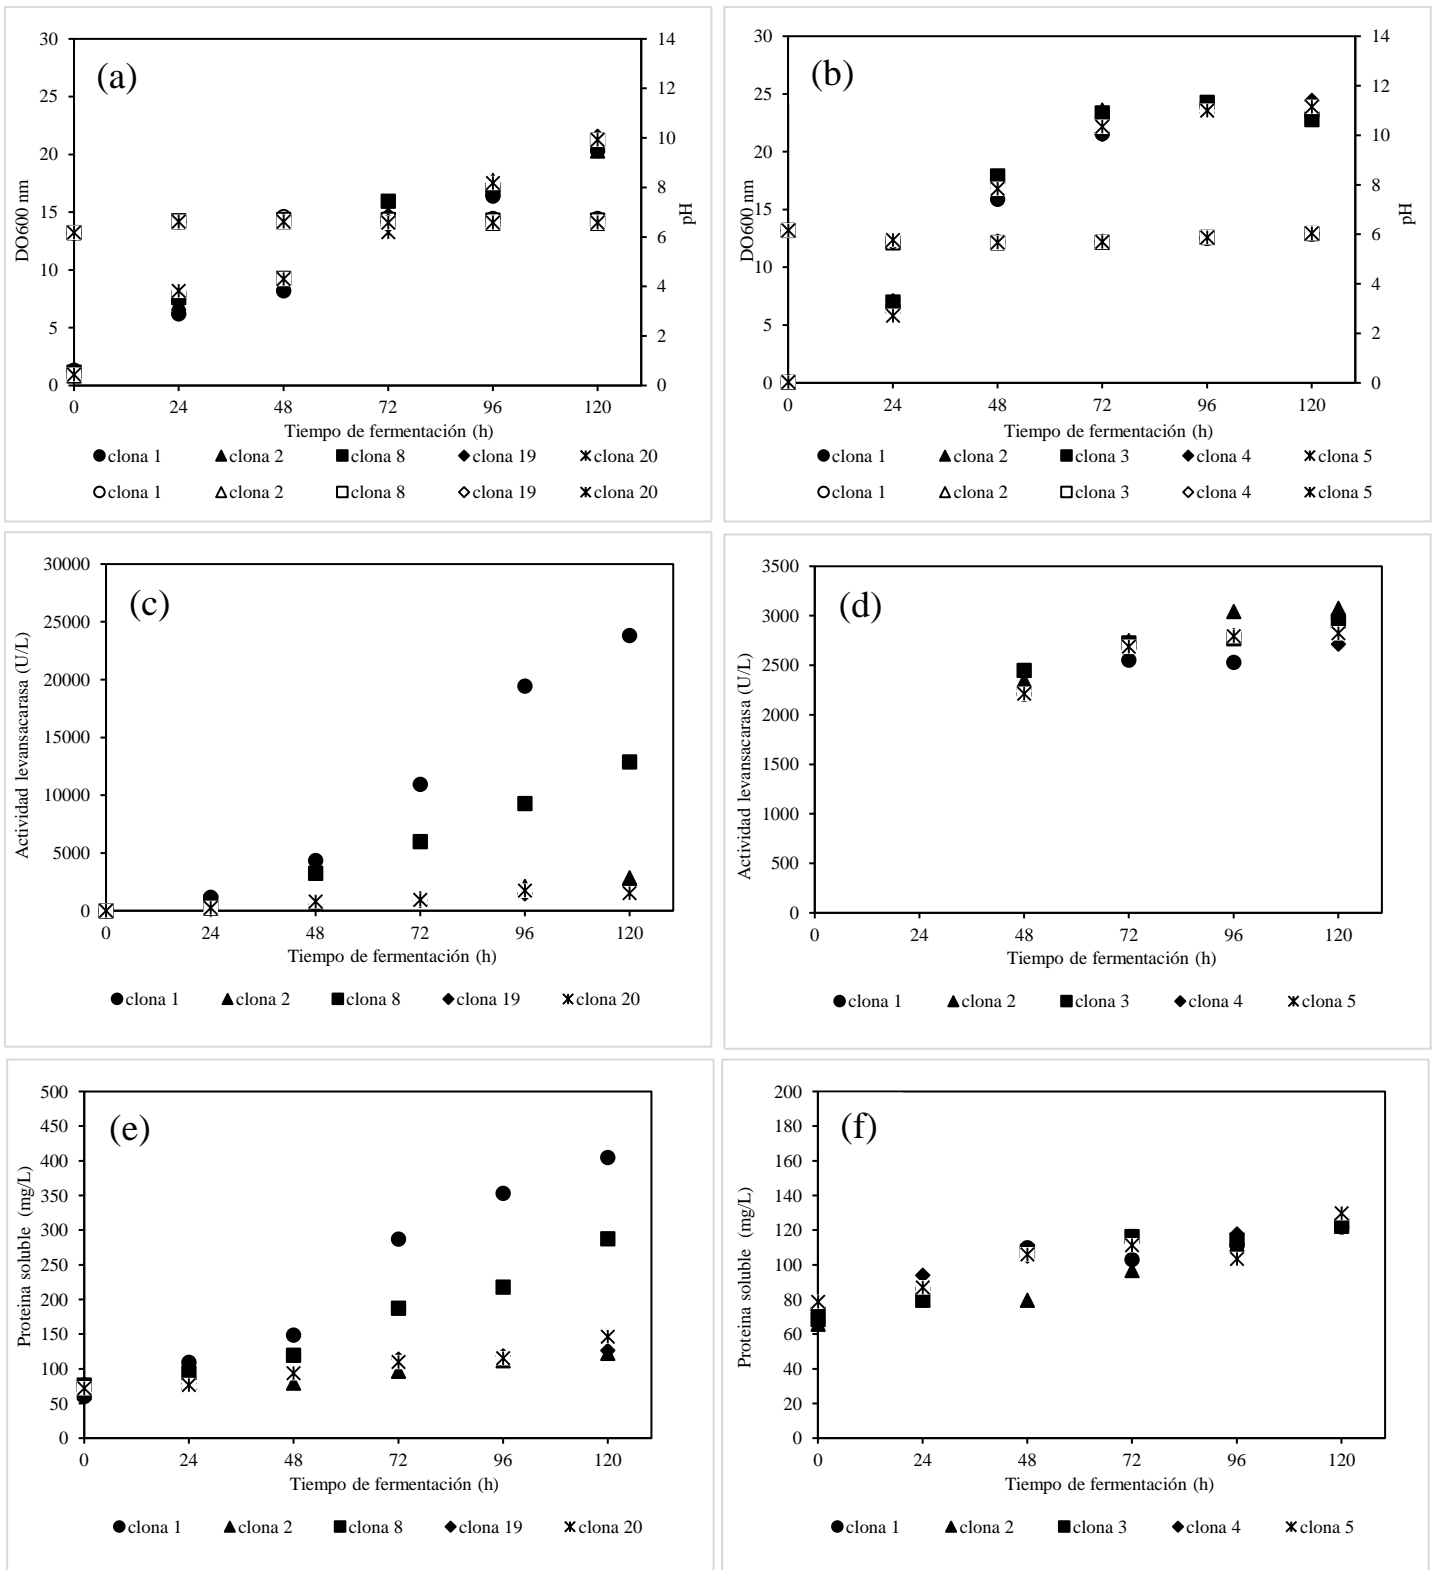 (a)
30
25
20
15
10
5
0
DO600 nm
14
12
10
8
6
4
2
0
pH
0 24 48 72 96 120
Tiempo de fermentación (h)
clona 1 clona 2 clona 8 clona 19 clona 20
clona 1 clona 2 clona 8 clona 19 clona 20
(b)
30
25
20
15
10
5
0
DO600 nm
14
12
10
8
6
4
2
0
pH
0 24 48 72 96 120
Tiempo de fermentación (h)
clona 1 clona 2 clona 3 clona 4 clona 5
clona 1 clona 2 clona 3 clona 4 clona 5
(c)
30000
25000
20000
15000
10000
5000
0
Actividad levansacarasa (U/L)
0 24 48 72 96 120
Tiempo de fermentación (h)
clona 1 clona 2 clona 8 clona 19 clona 20
(d)
3500
3000
2500
2000
1500
1000
500
0
Actividad levansacarasa (U/L)
0 24 48 72 96 120
Tiempo de fermentación (h)
clona 1 clona 2 clona 3 clona 4 clona 5
(e)
500
450
400
350
300
250
200
150
100
50
0
Proteina soluble (mg/L)
0 24 48 72 96 120
Tiempo de fermentación (h)
clona 1 clona 2 clona 8 clona 19 clona 20
(f)
200
180
160
140
120
100
80
60
40
20
0
Proteina soluble (mg/L)
0 24 48 72 96 120
Tiempo de fermentación (h)
clona 1 clona 2 clona 3 clona 4 clona 5